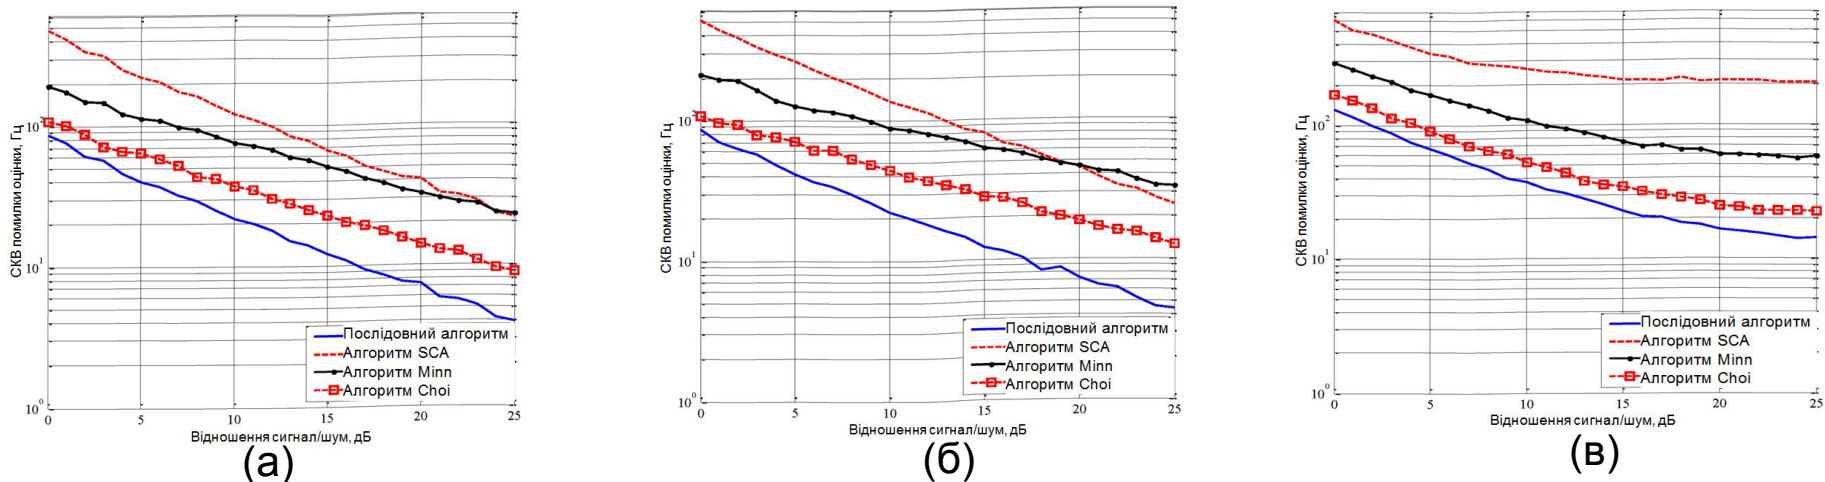 СКВ помилки оцінки, Гц
10²
10¹
10⁰
0 5 10 15 20 25
Відношення сигнал/шум, дБ
Послідовний алгоритм
Алгоритм SCA
Алгоритм Minn
Алгоритм Choi
(а)
СКВ помилки оцінки, Гц
10²
10¹
10⁰
0 5 10 15 20 25
Відношення сигнал/шум, дБ
Послідовний алгоритм
Алгоритм SCA
Алгоритм Minn
Алгоритм Choi
(б)
СКВ помилки оцінки, Гц
10²
10¹
10⁰
0 5 10 15 20 25
Відношення сигнал/шум, дБ
Послідовний алгоритм
Алгоритм SCA
Алгоритм Minn
Алгоритм Choi
(в)